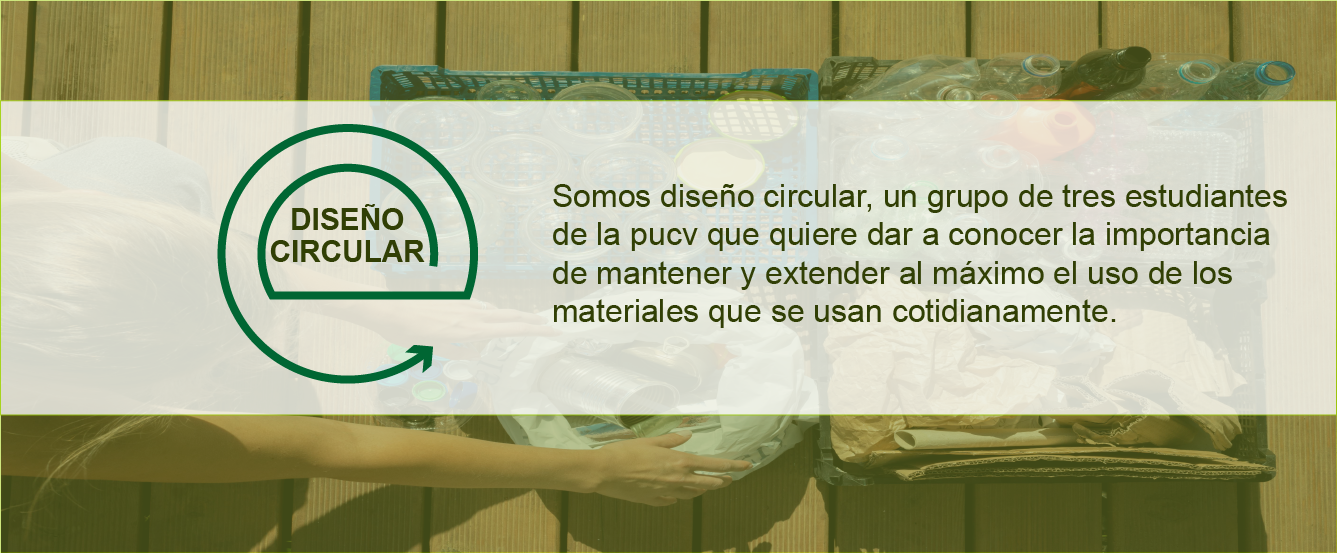 DISEÑO
CIRCULAR
Somos diseño circular, un grupo de tres estudiantes
de la pucv que quiere dar a conocer la importancia
de mantener y extender al máximo el uso de los
materiales que se usan cotidianamente.